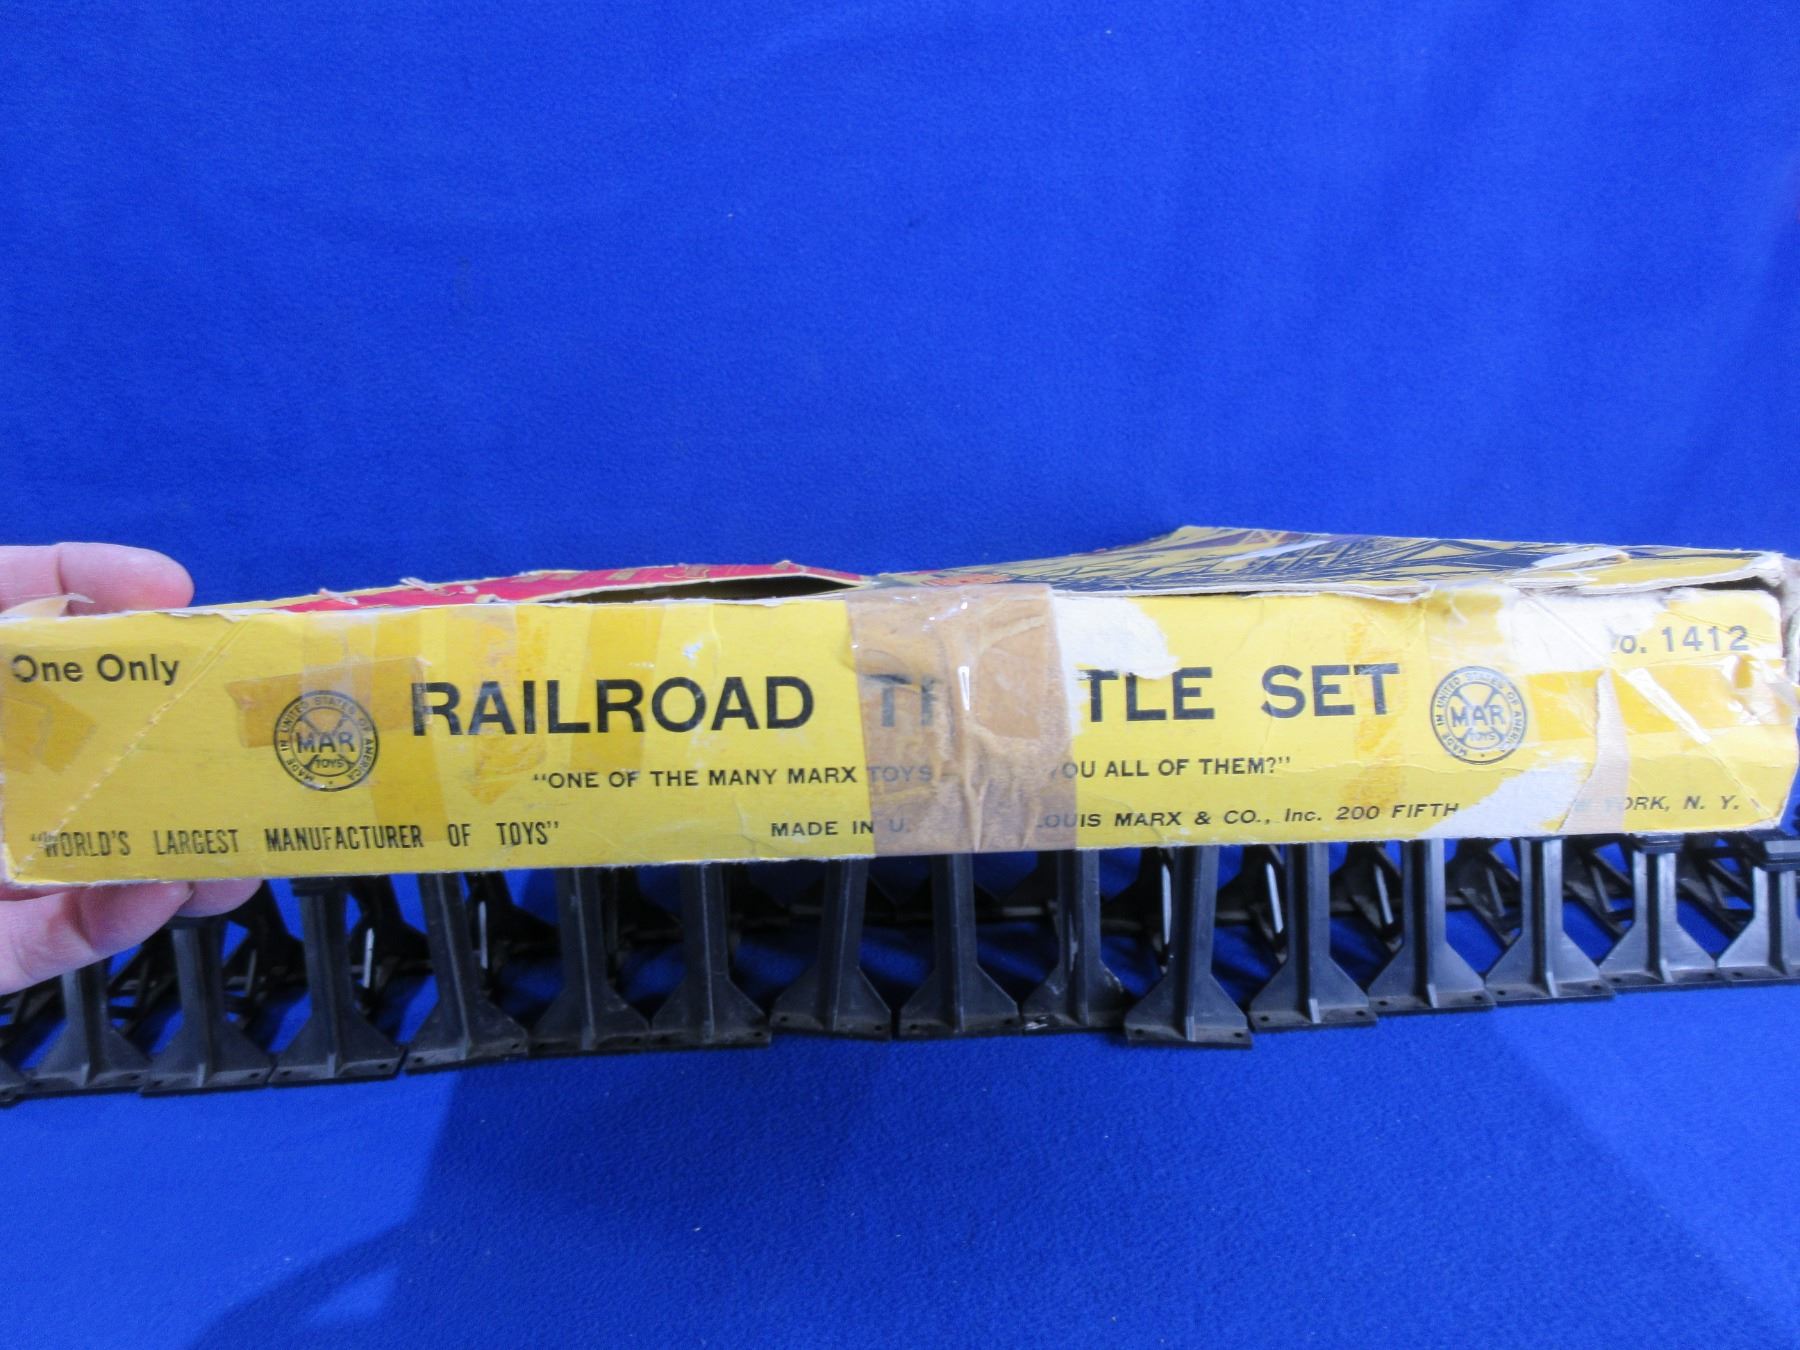 One Only
No. 1412
RAILROAD TLE SET
MADE IN UNITED STATES OF AMERICA
MAR
TOYS
MADE IN UNITED STATES OF AMERICA
MAR
TOYS
"ONE OF THE MANY MARX TOYS OU ALL OF THEM?"
"WORLD'S LARGEST MANUFACTURER OF TOYS"
MADE IN U. LOUIS MARX & CO., Inc. 200 FIFTH YORK, N. Y.